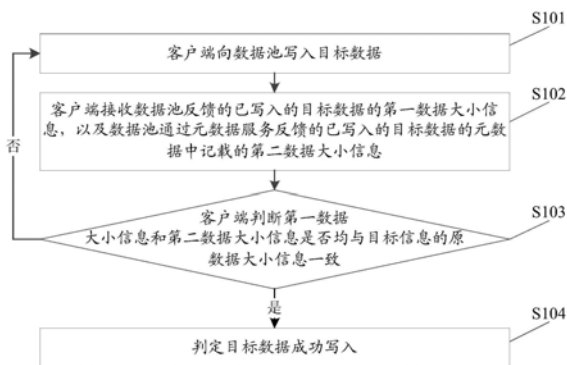 S101
客户端向数据池写入目标数据
S102
客户端接收数据池反馈的已写入的目标数据的第一数据大小信
息，以及数据池通过元数据服务反馈的已写入的目标数据的元数
据中记载的第二数据大小信息
否
S103
客户端判断第一数据
大小信息和第二数据大小信息是否均与目标信息的原
数据大小信息一致
是
S104
判定目标数据成功写入